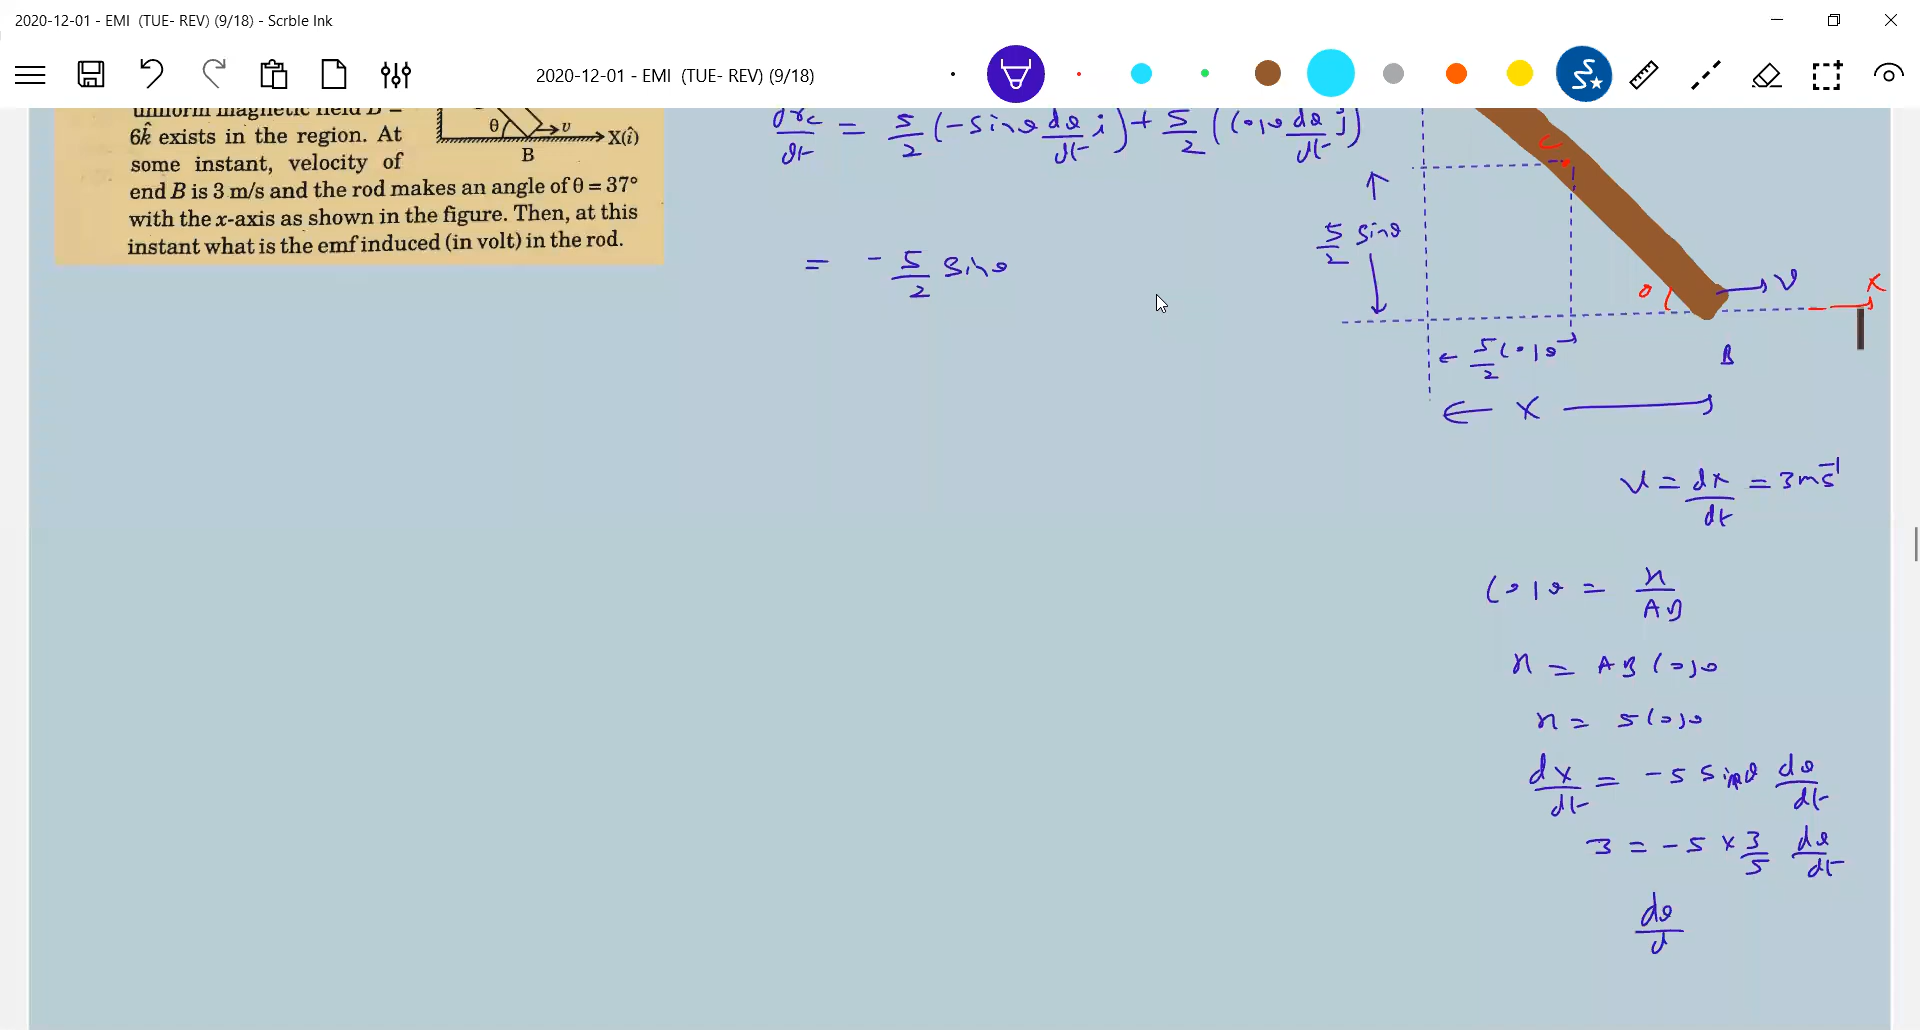 2020-12-01 - EMI (TUE- REV) (9/18) - Scrble Ink
2020-12-01 - EMI (TUE- REV) (9/18)
uniform magnetic field B =
6k̂ exists in the region. At
some instant, velocity of
end B is 3 m/s and the rod makes an angle of θ = 37°
with the x-axis as shown in the figure. Then, at this
instant what is the emf induced (in volt) in the rod.
θ
v
X(î)
B
drc/dt = 5/2 (-sinθ dθ/dt i) + 5/2 (cosθ dθ/dt j)
= - 5/2 sinθ
C
5/2 sinθ
θ
V
X
5/2 cosθ
B
X
V = dx/dt = 3ms⁻¹
cosθ = x/AB
x = AB cosθ
x = 5 cosθ
dx/dt = -5 sinθ dθ/dt
3 = -5 × 3/5 dθ/dt
dθ/d